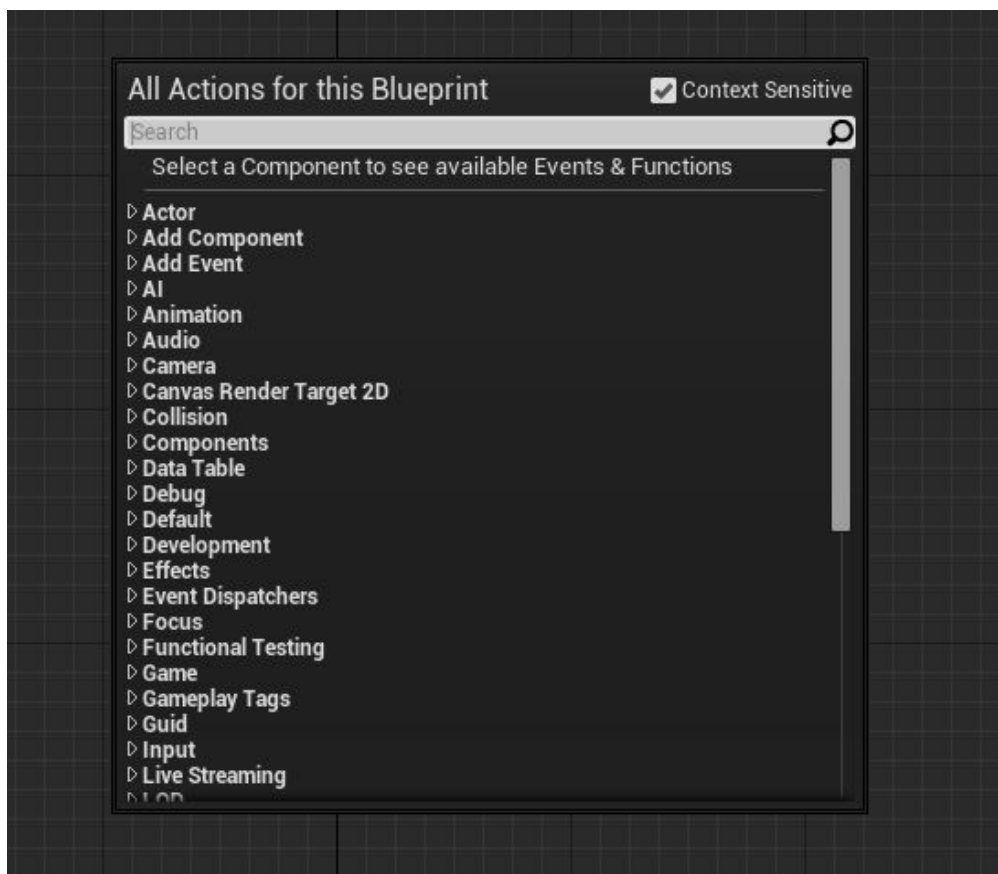 All Actions for this Blueprint
Context Sensitive
Search
Select a Component to see available Events & Functions
Actor
Add Component
Add Event
AI
Animation
Audio
Camera
Canvas Render Target 2D
Collision
Components
Data Table
Debug
Default
Development
Effects
Event Dispatchers
Focus
Functional Testing
Game
Gameplay Tags
Guid
Input
Live Streaming
LOD